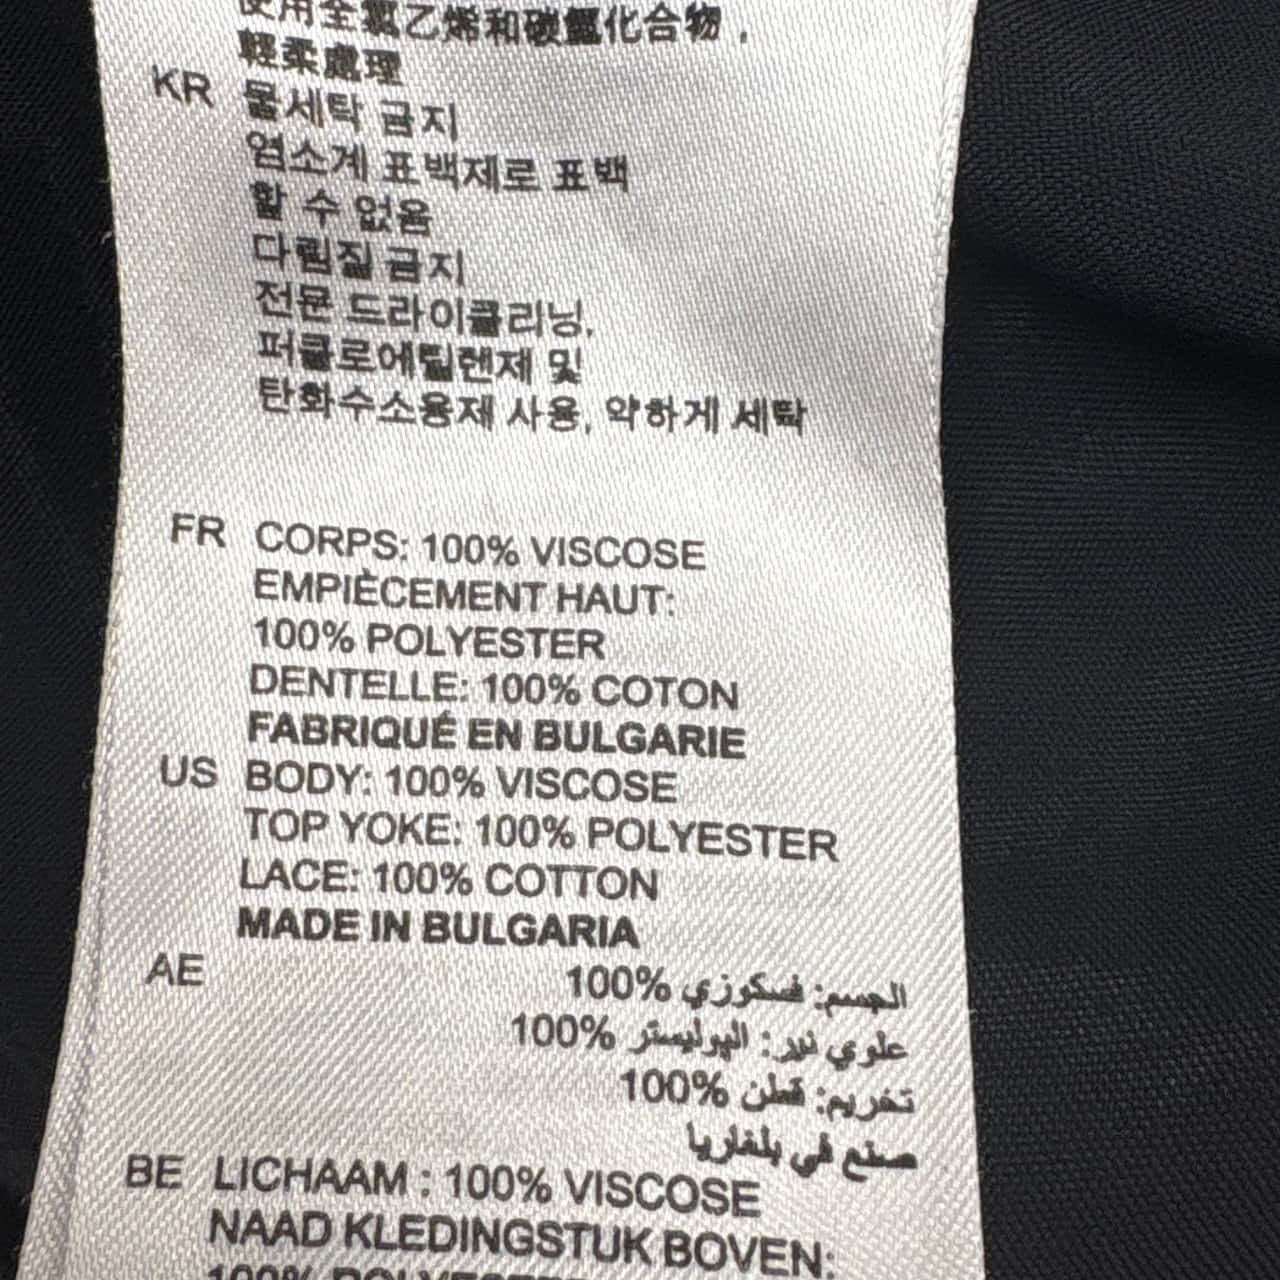 使用全氯乙烯和碳氫化合物，
輕柔處理
KR 물세탁 금지
염소계 표백제로 표백
할 수 없음
다림질 금지
전문 드라이클리닝,
퍼클로에틸렌제 및
탄화수소용제 사용, 약하게 세탁
FR CORPS: 100% VISCOSE
EMPIÈCEMENT HAUT:
100% POLYESTER
DENTELLE: 100% COTON
FABRIQUÉ EN BULGARIE
US BODY: 100% VISCOSE
TOP YOKE: 100% POLYESTER
LACE: 100% COTTON
MADE IN BULGARIA
AE الجسم: فسكوزي %100
علوي نير: البوليستر %100
تخريم: قطن %100
صنع في بلغاريا
BE LICHAAM : 100% VISCOSE
NAAD KLEDINGSTUK BOVEN:
100% POLYESTER